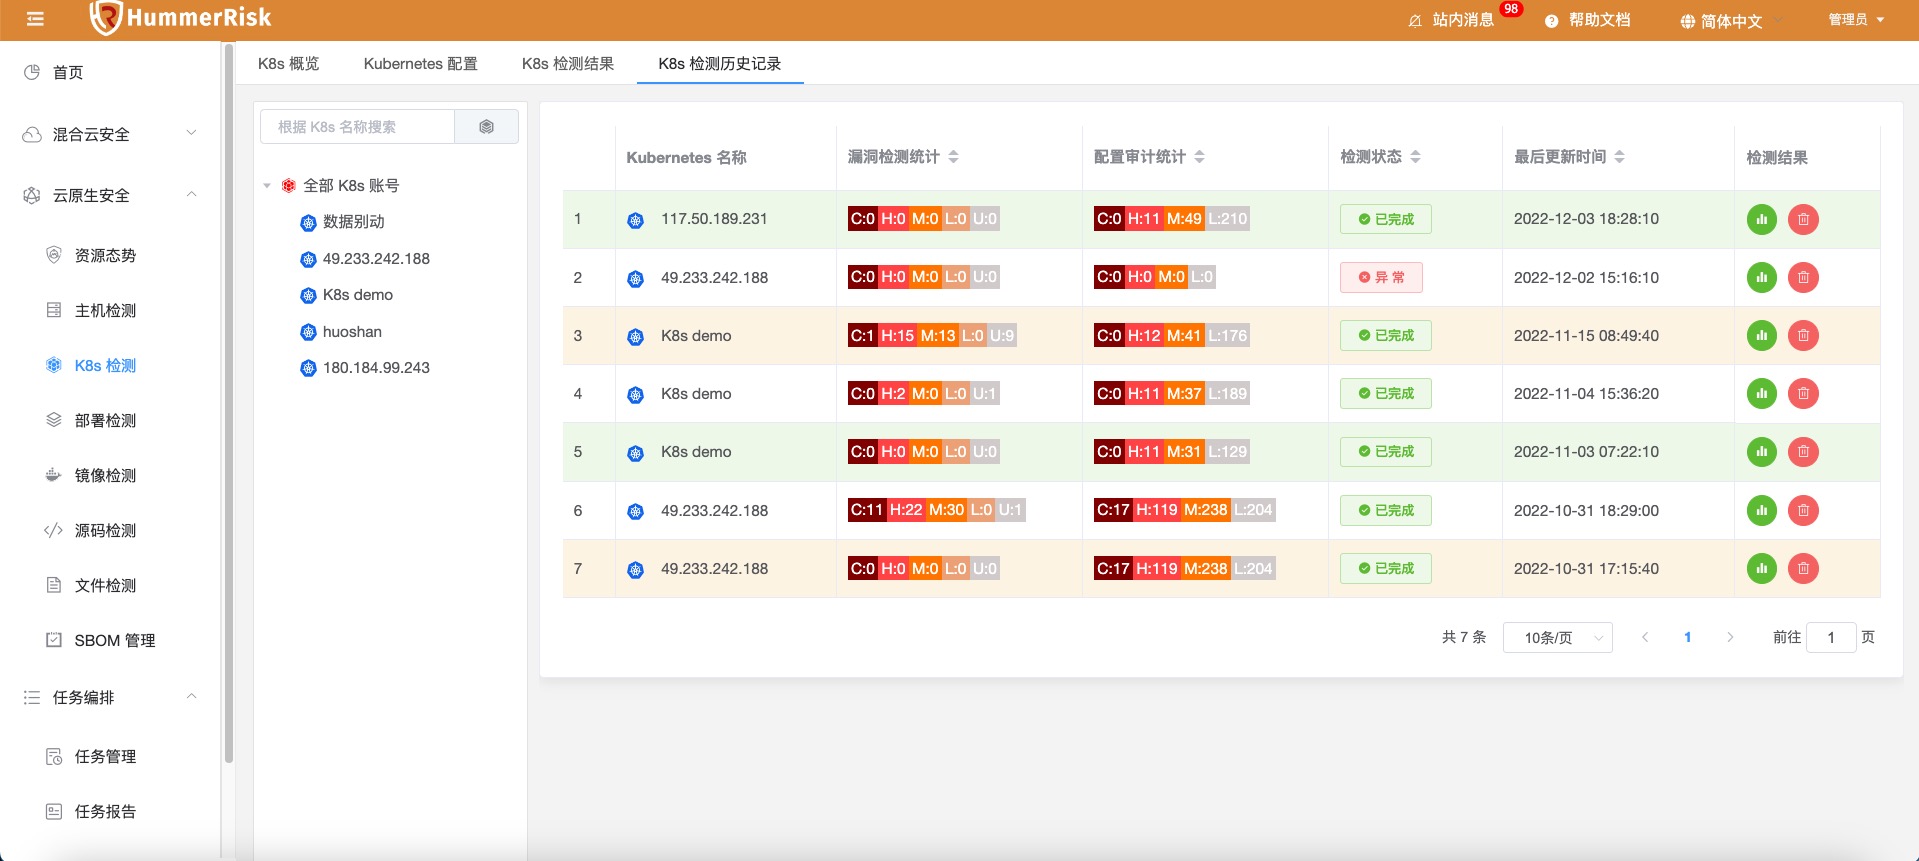 HummerRisk
站内消息 98 帮助文档 简体中文 管理员
首页
混合云安全
云原生安全
资源态势
主机检测
K8s 检测
部署检测
镜像检测
源码检测
文件检测
SBOM 管理
任务编排
任务管理
任务报告
K8s 概览 Kubernetes 配置 K8s 检测结果 K8s 检测历史记录
根据 K8s 名称搜索
全部 K8s 账号
数据别动
49.233.242.188
K8s demo
huoshan
180.184.99.243
Kubernetes 名称 漏洞检测统计 配置审计统计 检测状态 最后更新时间 检测结果
1 117.50.189.231 C:0 H:0 M:0 L:0 U:0 C:0 H:11 M:49 L:210 已完成 2022-12-03 18:28:10
2 49.233.242.188 C:0 H:0 M:0 L:0 U:0 C:0 H:0 M:0 L:0 异 常 2022-12-02 15:16:10
3 K8s demo C:1 H:15 M:13 L:0 U:9 C:0 H:12 M:41 L:176 已完成 2022-11-15 08:49:40
4 K8s demo C:0 H:2 M:0 L:0 U:1 C:0 H:11 M:37 L:189 已完成 2022-11-04 15:36:20
5 K8s demo C:0 H:0 M:0 L:0 U:0 C:0 H:11 M:31 L:129 已完成 2022-11-03 07:22:10
6 49.233.242.188 C:11 H:22 M:30 L:0 U:1 C:17 H:119 M:238 L:204 已完成 2022-10-31 18:29:00
7 49.233.242.188 C:0 H:0 M:0 L:0 U:0 C:17 H:119 M:238 L:204 已完成 2022-10-31 17:15:40
共 7 条 10条/页 1 前往 1 页